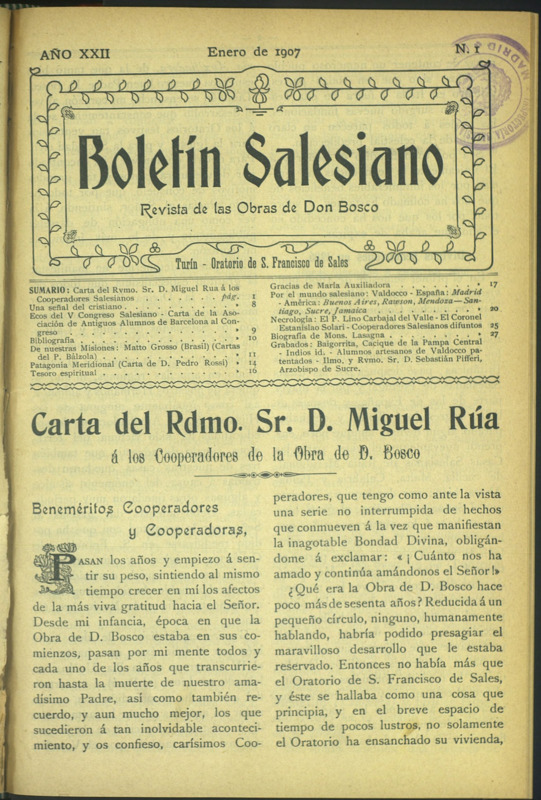 AÑO XXII
Enero de 1907
N. 1
MADRID
Boletín Salesiano
Revista de las Obras de Don Bosco
Turín - Oratorio de S. Francisco de Sales
SUMARIO: Carta del Rvmo. Sr. D. Miguel Rua á los
Cooperadores Salesianos . . . . . . . pág. 1
Una señal del cristiano . . . . . . . . » 8
Ecos del V Congreso Salesiano - Carta de la Aso-
ciación de Antiguos Alumnos de Barcelona al Con-
greso . . . . . . . . . . . » 9
Bibliografía . . . . . . . . . . » 10
De nuestras Misiones: Matto Grosso (Brasil) (Cartas
del P. Bálzola) . . . . . . . . . » 11
Patagonia Meridional (Carta de D. Pedro Rossi) » 14
Tesoro espiritual . . . . . . . . . » 16
Gracias de María Auxiliadora . . . . . . 17
Por el mundo salesiano: Valdocco - España: Madrid
- América: Buenos Aires, Rawson, Mendoza—San-
tiago, Sucre, Jamaica . . . . . . . » 20
Necrología: El P. Lino Carbajal del Valle - El Coronel
Estanislao Solari - Cooperadores Salesianos difuntos 25
Biografía de Mons. Lasagna . . . . . » 27
Grabados: Baigorrita, Cacique de la Pampa Central
- Indios id. - Alumnos artesanos de Valdocco pa-
tentados - Ilmo. y Rvmo. Sr. D. Sebastián Pifferi,
Arzobispo de Sucre.
Carta del Rdmo. Sr. D. Miguel Rúa
á los Cooperadores de la Obra de D. Bosco
Beneméritos Cooperadores
y Cooperadoras,
PASAN los años y empiezo á sen-
tir su peso, sintiendo al mismo
tiempo crecer en mí los afectos
de la más viva gratitud hacia el Señor.
Desde mi infancia, época en que la
Obra de D. Bosco estaba en sus co-
mienzos, pasan por mi mente todos y
cada uno de los años que transcurrie-
ron hasta la muerte de nuestro ama-
dísimo Padre, así como también re-
cuerdo, y aun mucho mejor, los que
sucedieron á tan inolvidable aconteci-
miento, y os confieso, carísimos Coo-
peradores, que tengo como ante la vista
una serie no interrumpida de hechos
que conmueven á la vez que manifiestan
la inagotable Bondad Divina, obligán-
dome á exclamar: « ¡ Cuánto nos ha
amado y continúa amándonos el Señor!»
¿Qué era la Obra de D. Bosco hace
poco más de sesenta años? Reducida á un
pequeño círculo, ninguno, humanamente
hablando, habría podido presagiar el
maravilloso desarrollo que le estaba
reservado. Entonces no había más que
el Oratorio de S. Francisco de Sales,
y éste se hallaba como una cosa que
principia, y en el breve espacio de
tiempo de pocos lustros, no solamente
el Oratorio ha ensanchado su vivienda,